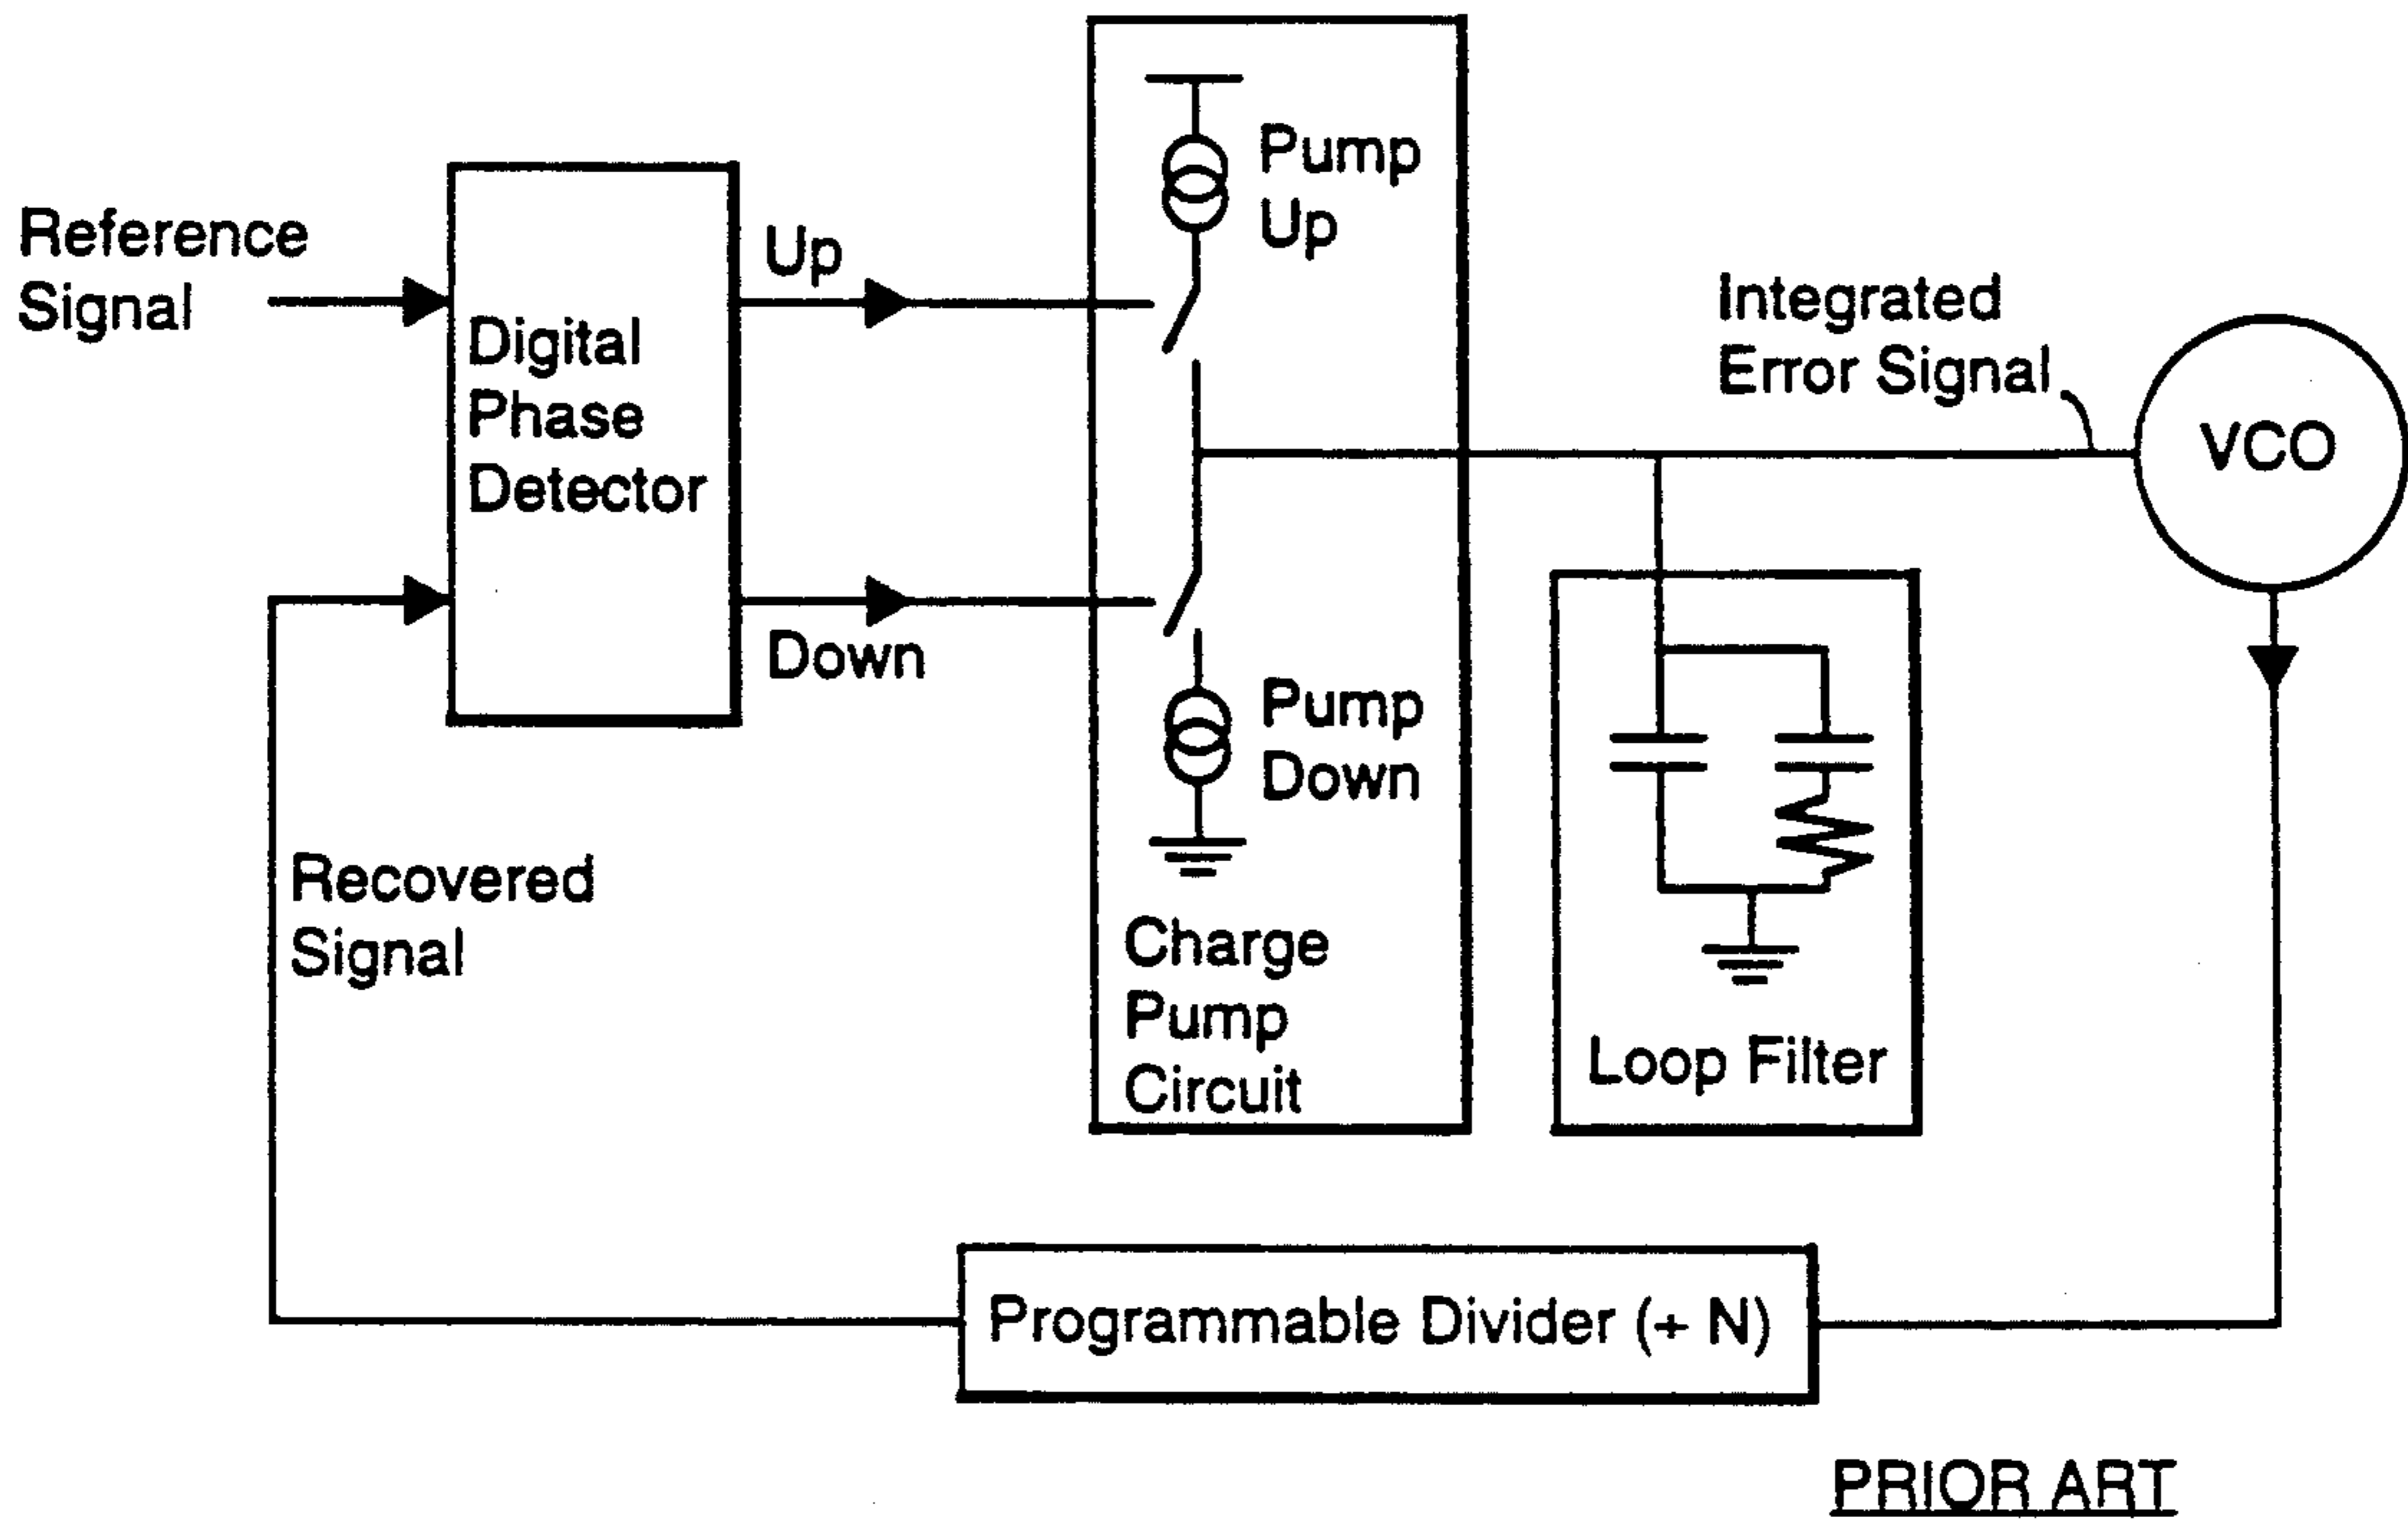 Reference
Signal
Digital
Phase
Detector
Up
Down
Pump
Up
Pump
Down
Charge
Pump
Circuit
Integrated
Error Signal
VCO
Loop Filter
Recovered
Signal
Programmable Divider (+ N)
PRIOR ART